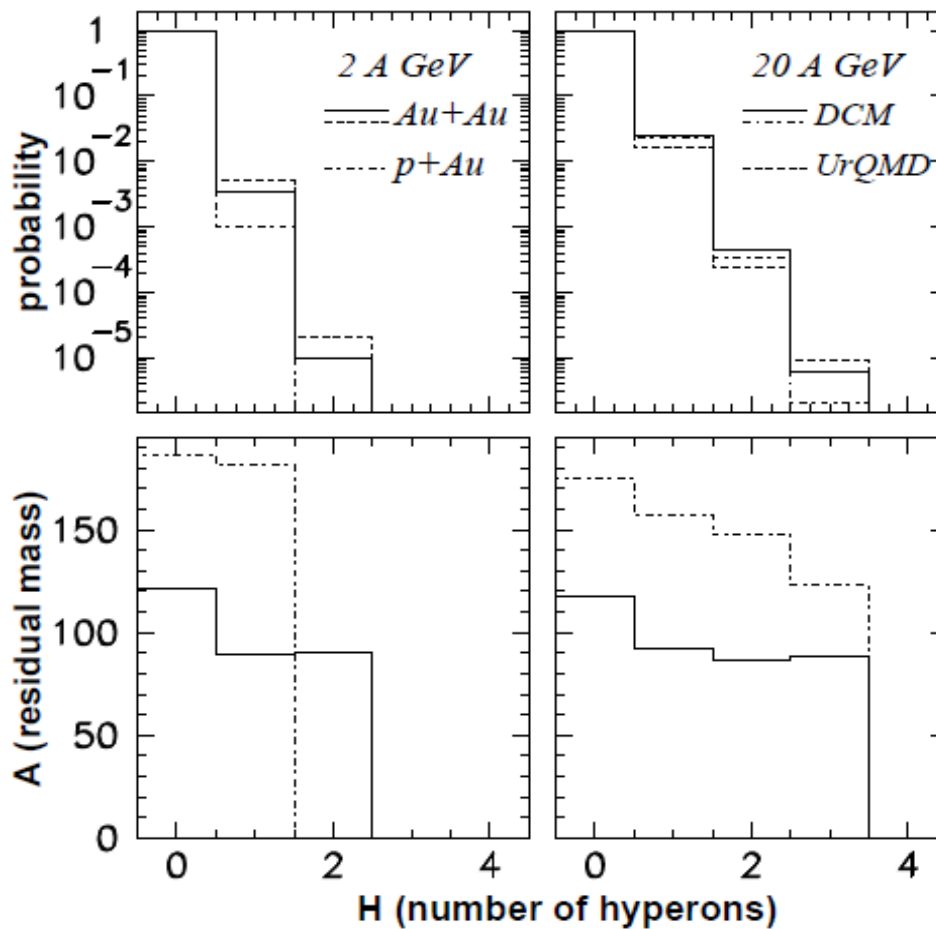 probability
1
10⁻¹
10⁻²
10⁻³
10⁻⁴
10⁻⁵
2 A GeV
Au+Au
p+Au
20 A GeV
DCM
UrQMD
A (residual mass)
150
100
50
0
0 2 4
0 2 4
H (number of hyperons)